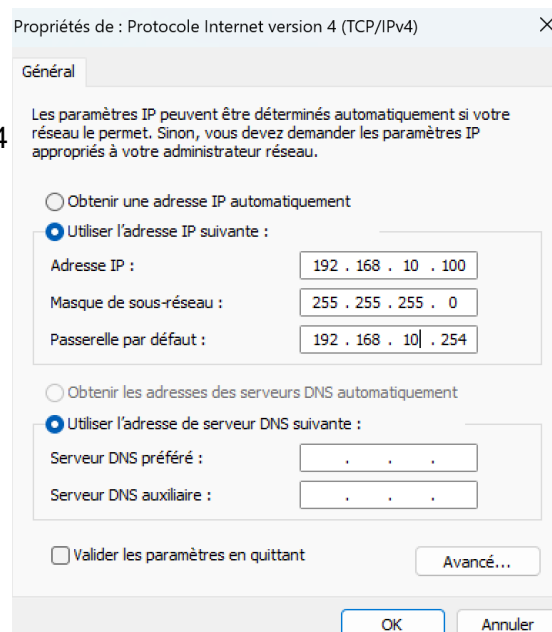 Propriétés de : Protocole Internet version 4 (TCP/IPv4)
Général
4
Les paramètres IP peuvent être déterminés automatiquement si votre
réseau le permet. Sinon, vous devez demander les paramètres IP
appropriés à votre administrateur réseau.
Obtenir une adresse IP automatiquement
Utiliser l'adresse IP suivante :
Adresse IP : 192 . 168 . 10 . 100
Masque de sous-réseau : 255 . 255 . 255 . 0
Passerelle par défaut : 192 . 168 . 10 . 254
Obtenir les adresses des serveurs DNS automatiquement
Utiliser l'adresse de serveur DNS suivante :
Serveur DNS préféré : . . .
Serveur DNS auxiliaire : . . .
Valider les paramètres en quittant
Avancé...
OK Annuler